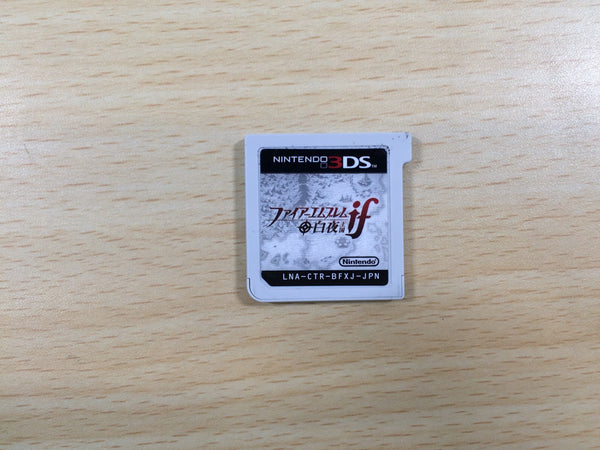 NINTENDO 3DS™
ファイアーエムブレム if
白夜王国
Nintendo
LNA-CTR-BFXJ-JPN